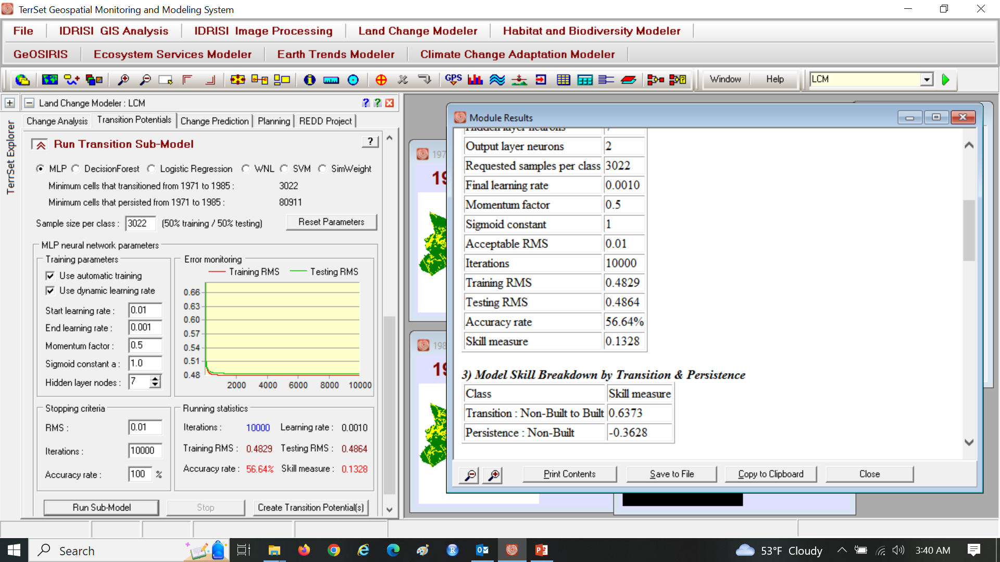 TerrSet Geospatial Monitoring and Modeling System
File IDRISI GIS Analysis IDRISI Image Processing Land Change Modeler Habitat and Biodiversity Modeler
GeOSIRIS Ecosystem Services Modeler Earth Trends Modeler Climate Change Adaptation Modeler
GPS Window Help LCM
TerrSet Explorer
Land Change Modeler : LCM
Change Analysis Transition Potentials Change Prediction Planning REDD Project
Run Transition Sub-Model ?
MLP DecisionForest Logistic Regression WNL SVM SimWeight
Minimum cells that transitioned from 1971 to 1985 : 3022
Minimum cells that persisted from 1971 to 1985 : 80911
Sample size per class : 3022 (50% training / 50% testing) Reset Parameters
MLP neural network parameters
Training parameters
Use automatic training
Use dynamic learning rate
Start learning rate : 0.01
End learning rate : 0.001
Momentum factor : 0.5
Sigmoid constant a : 1.0
Hidden layer nodes : 7
Error monitoring
Training RMS Testing RMS
0.66
0.63
0.60
0.57
0.54
0.51
0.48
2000 4000 6000 8000 10000
Stopping criteria
RMS : 0.01
Iterations : 10000
Accuracy rate : 100 %
Running statistics
Iterations : 10000 Learning rate : 0.0010
Training RMS : 0.4829 Testing RMS : 0.4864
Accuracy rate : 56.64% Skill measure : 0.1328
Run Sub-Model Stop Create Transition Potential(s)
197
19
198
19
Module Results
Hidden layer neurons 7
Output layer neurons 2
Requested samples per class 3022
Final learning rate 0.0010
Momentum factor 0.5
Sigmoid constant 1
Acceptable RMS 0.01
Iterations 10000
Training RMS 0.4829
Testing RMS 0.4864
Accuracy rate 56.64%
Skill measure 0.1328
3) Model Skill Breakdown by Transition & Persistence
Class Skill measure
Transition : Non-Built to Built 0.6373
Persistence : Non-Built -0.3628
Print Contents Save to File Copy to Clipboard Close
Search 53°F Cloudy 3:40 AM